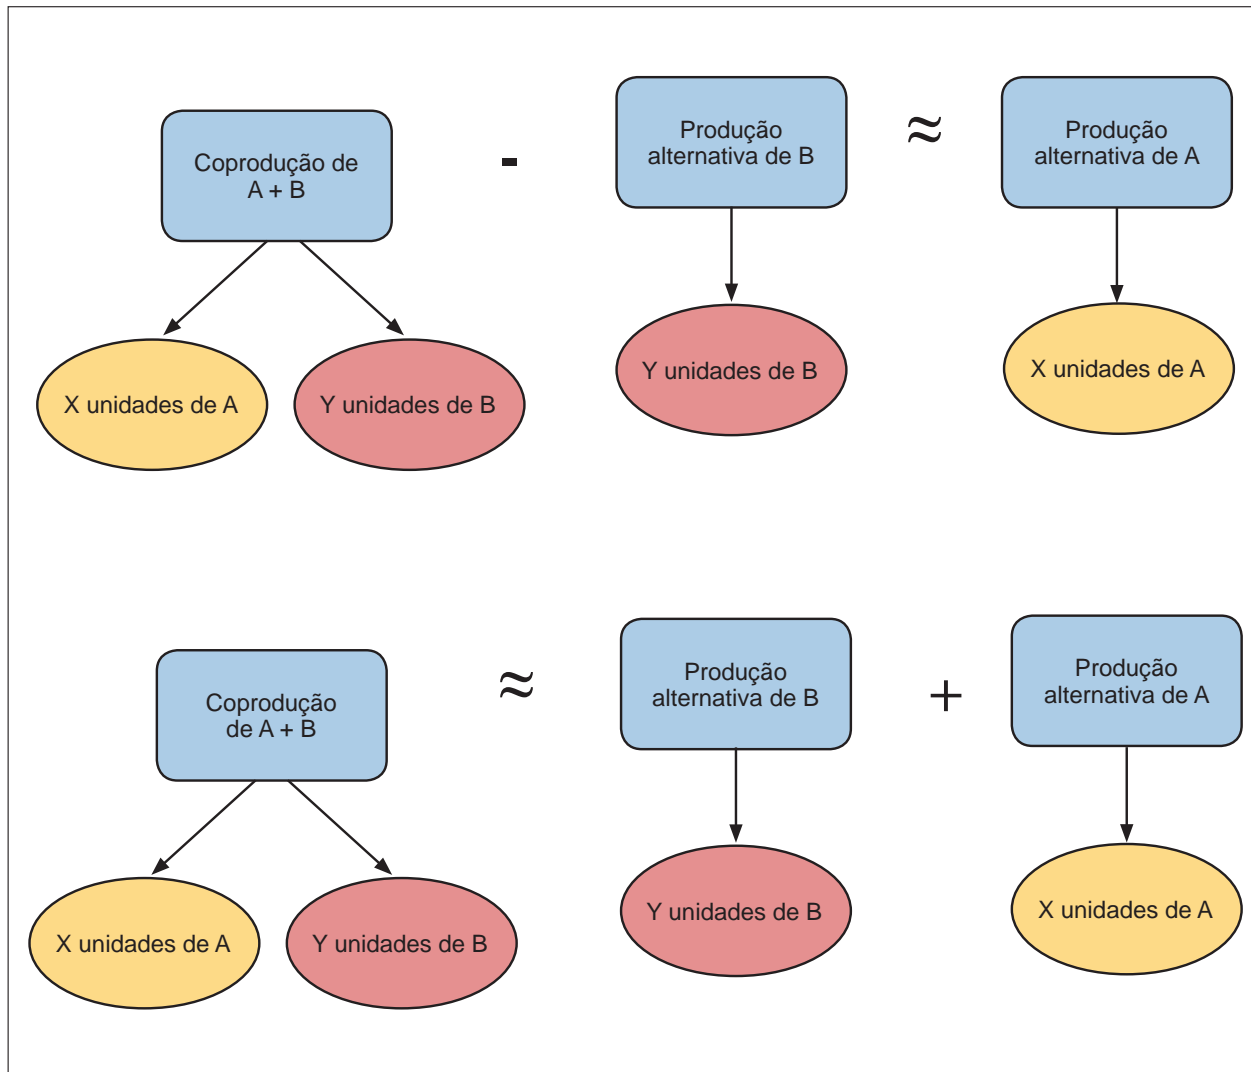 Coprodução de
A + B
-
Produção
alternativa de B
≈
Produção
alternativa de A
X unidades de A
Y unidades de B
Y unidades de B
X unidades de A
Coprodução
de A + B
≈
Produção
alternativa de B
+
Produção
alternativa de A
X unidades de A
Y unidades de B
Y unidades de B
X unidades de A